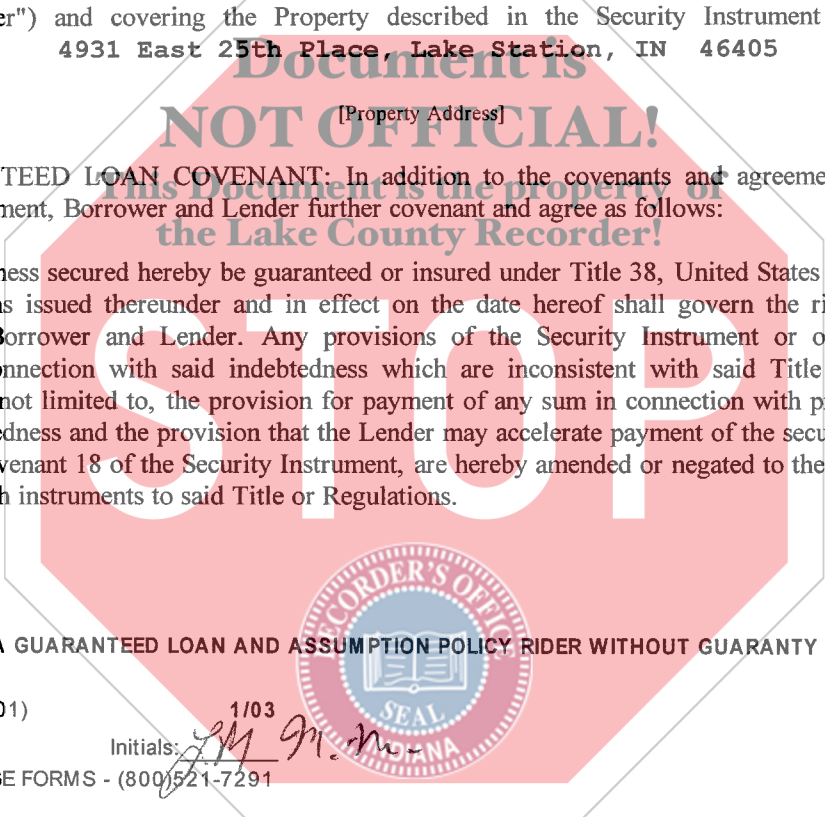 er") and covering the Property described in the Security Instrument
4931 East 25th Place, Lake Station, IN 46405
Document is
[Property Address]
NOT OFFICIAL!
TEED LOAN COVENANT: In addition to the covenants and agreeme
This Document is the property of
ment, Borrower and Lender further covenant and agree as follows:
the Lake County Recorder!
ness secured hereby be guaranteed or insured under Title 38, United States
ns issued thereunder and in effect on the date hereof shall govern the ri
Borrower and Lender. Any provisions of the Security Instrument or o
nnection with said indebtedness which are inconsistent with said Title
not limited to, the provision for payment of any sum in connection with p
edness and the provision that the Lender may accelerate payment of the secu
venant 18 of the Security Instrument, are hereby amended or negated to the
h instruments to said Title or Regulations.
STOP
RECORDER'S OFFIC
A GUARANTEED LOAN AND ASSUMPTION POLICY RIDER WITHOUT GUARANTY
SEAL
INDIANA
01) 1/03
Initials:
GE FORMS - (800)521-7291